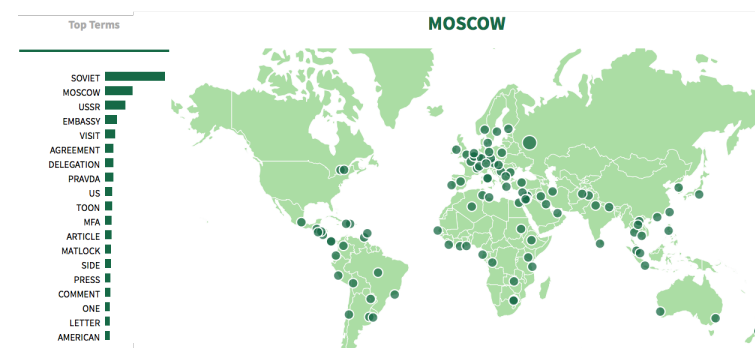 Top Terms
MOSCOW
SOVIET
MOSCOW
USSR
EMBASSY
VISIT
AGREEMENT
DELEGATION
PRAVDA
US
TOON
MFA
ARTICLE
MATLOCK
SIDE
PRESS
COMMENT
ONE
LETTER
AMERICAN